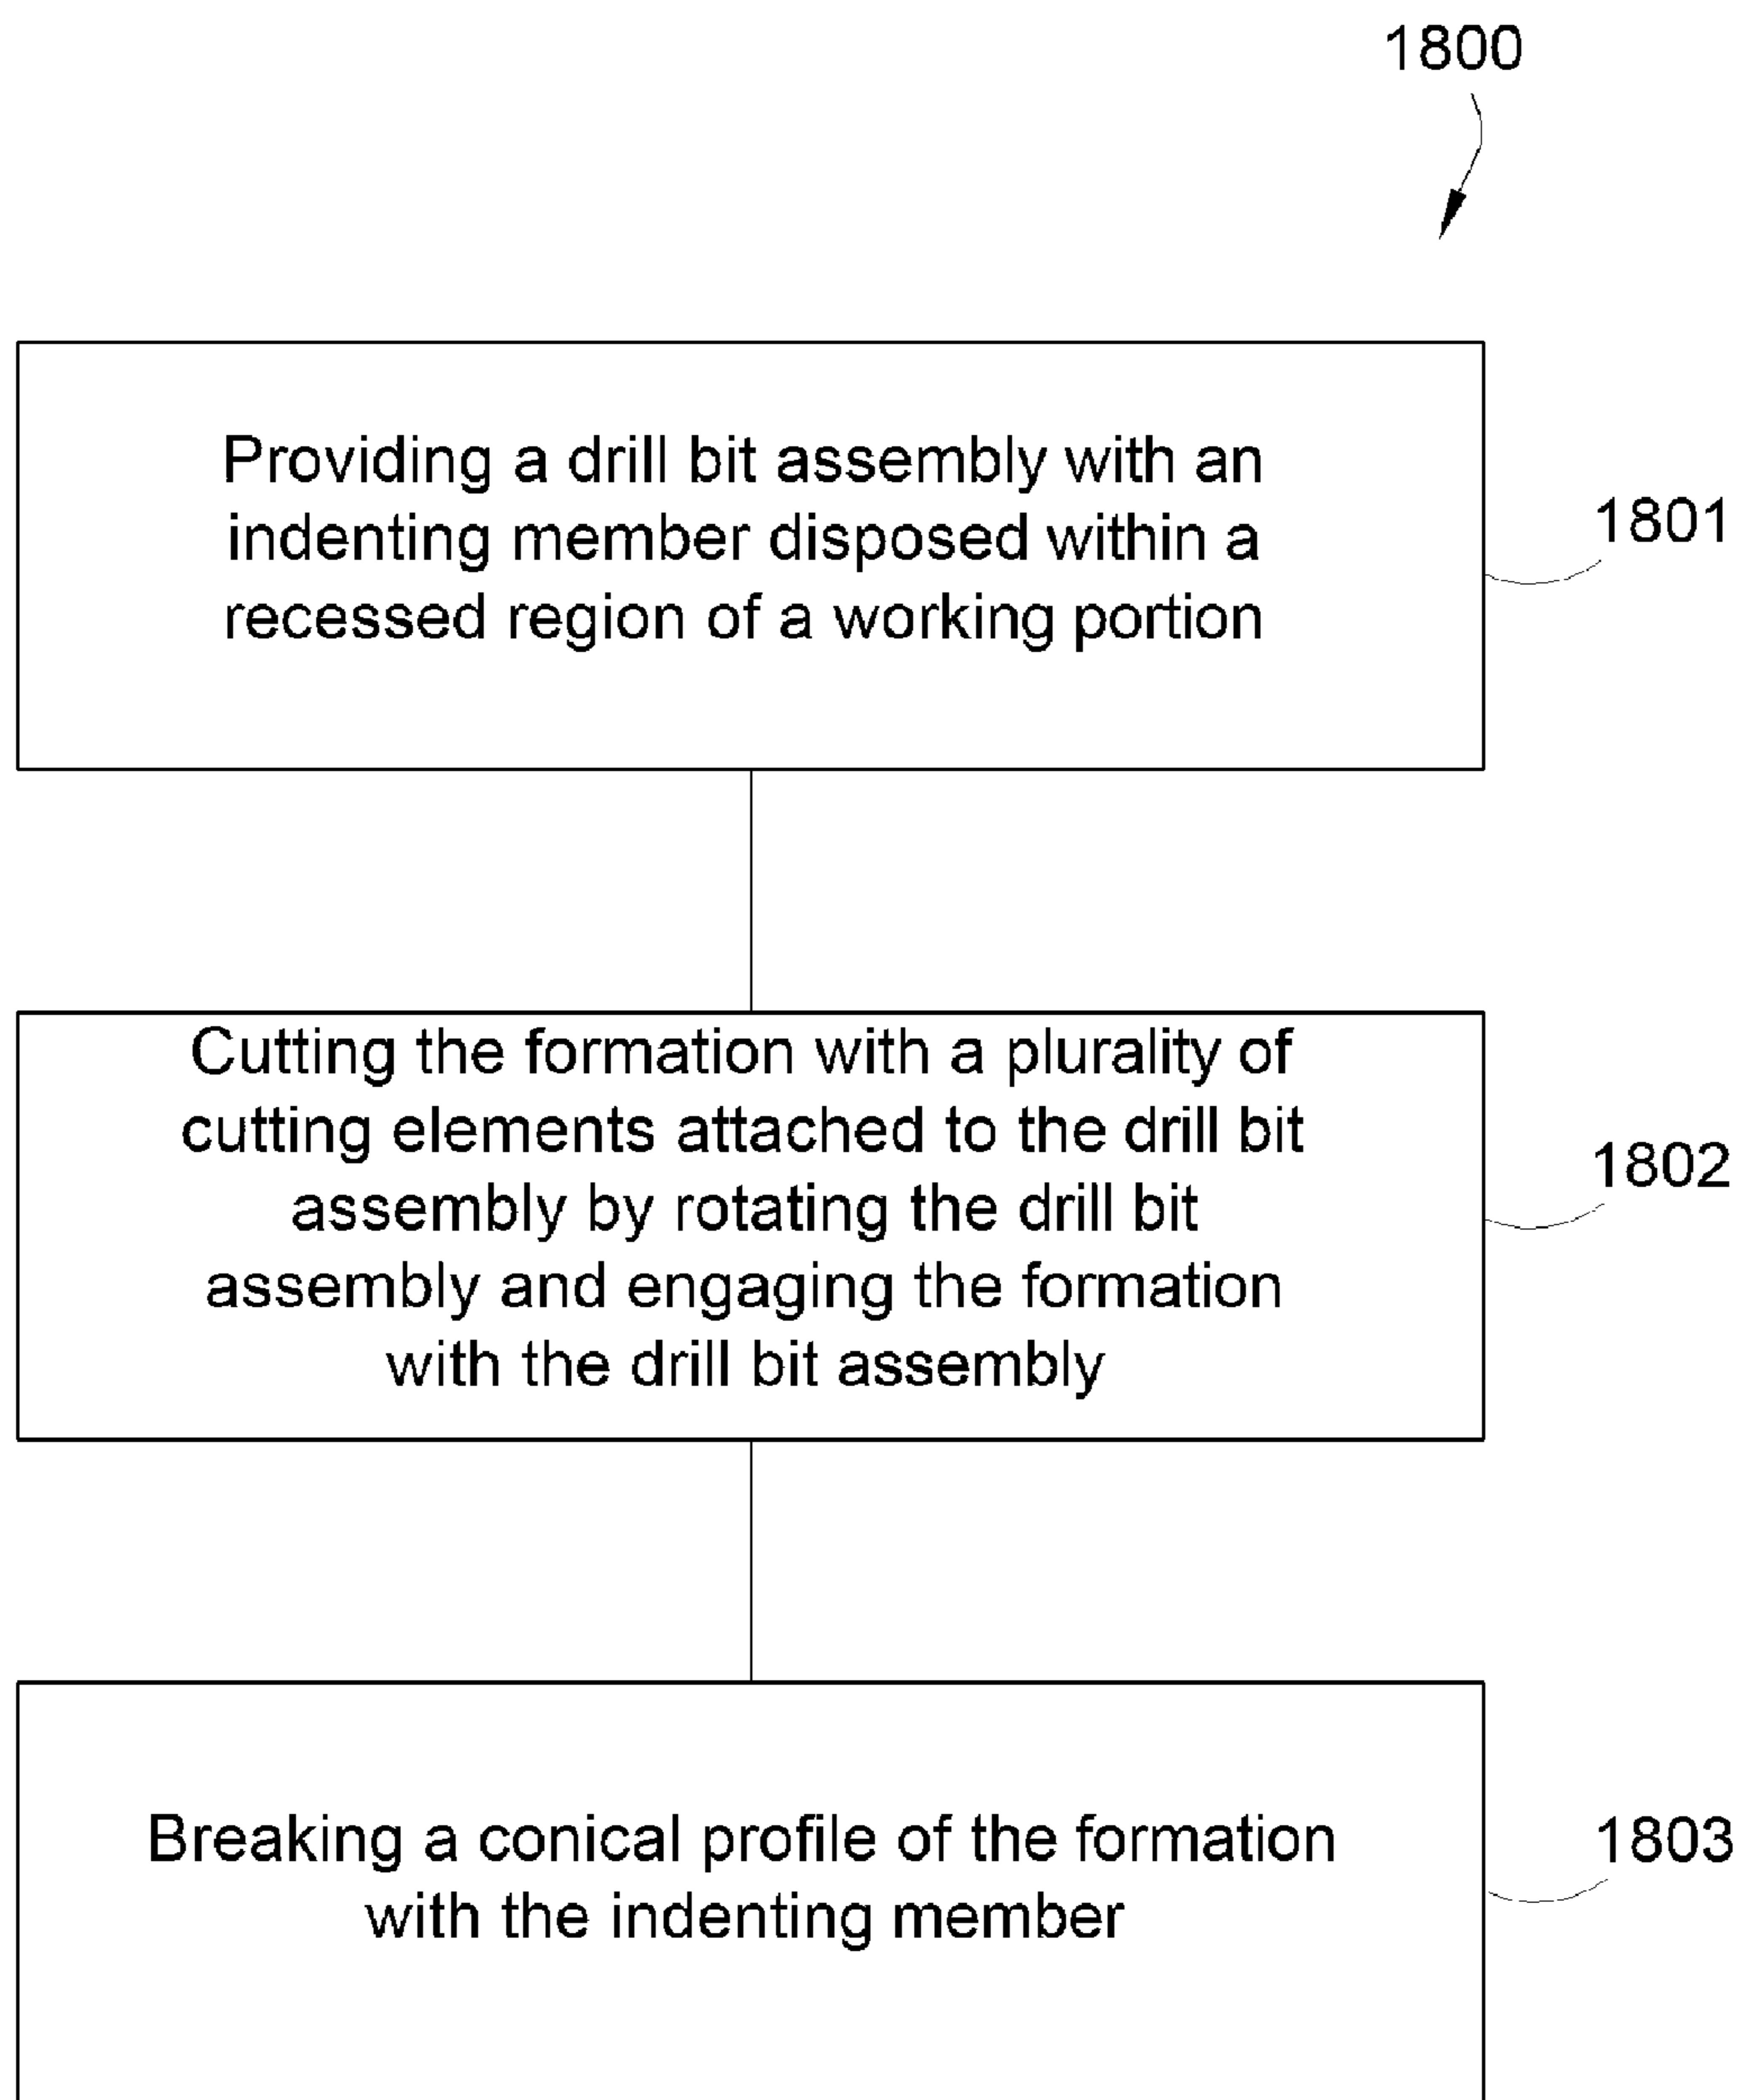 1800
Providing a drill bit assembly with an
indenting member disposed within a
recessed region of a working portion
1801
Cutting the formation with a plurality of
cutting elements attached to the drill bit
assembly by rotating the drill bit
assembly and engaging the formation
with the drill bit assembly
1802
Breaking a conical profile of the formation
with the indenting member
1803